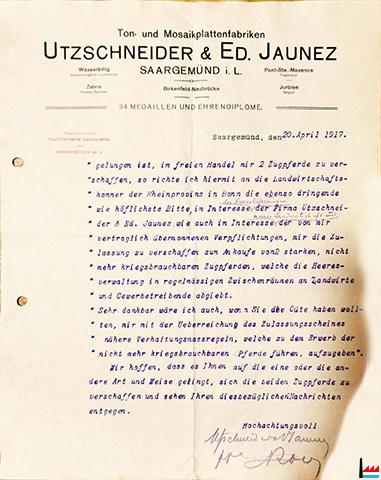 Ton- und Mosaikplattenfabriken
UTZSCHNEIDER & ED. JAUNEZ
SAARGEMÜND i. L.
Wasserbillig
Pont-Ste-Maxence
Zahna
Birkenfeld-Neubrücke
Jurbise
34 MEDAILLEN UND EHRENDIPLOME.
PLATTENFABRIK SAARGEMÜND
Saargemünd, den 20.April 1917.
" gelungen ist, in freien Handel mir 2 Zugpferde zu ver-
" schaffen, so richte ich hiermit an die Landwirtschafts-
" kammer der Rheinprovinz in Bonn die ebenso dringende
" wie höflichste Bitte, im Interesse der Firma Utzschnei-
" der & Ed. Jaunez wie auch im Interesse der von mir
" vertraglich übernommenen Verpflichtungen, mir die Zu-
" lassung zu verschaffen zum Ankaufe von 2 starken, nicht
" mehr kriegsbrauchbaren Zugpferden, welche die Heeres-
" verwaltung in regelmässigen Zwischenräunen an Landwirte
" und Gewerbetreibende abgiebt.
" Sehr dankbar wäre ich auch, wenn Sie die Güte haben woll-
" ten, mir mit der Ueberreichung des Zulassungsscheines
" nähere Verhaltungsmassregeln, welche zu dem Erwerb der
" nicht mehr kriegsbrauchbaren Pferde führen, aufzugeben".
Wir hoffen, dass es Ihnen auf die eine oder die an-
dere Art und Weise gelingt, sich die beiden Zugpferde zu
verschaffen und sehen Ihren diesbezüglichen Nachrichten
entgegen.
Hochachtungsvoll
Utzschneider & Jaunez
ppa